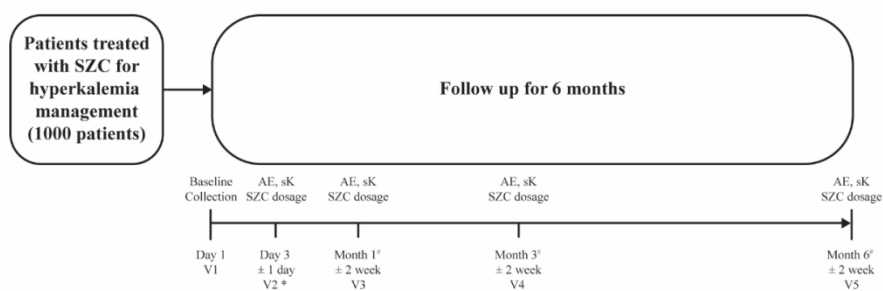 Patients treated
with SZC for
hyperkalemia
management
(1000 patients)
Follow up for 6 months
Baseline
Collection
AE, sK
SZC dosage
AE, sK
SZC dosage
AE, sK
SZC dosage
AE, sK
SZC dosage
Day 1
V1
Day 3
± 1 day
V2 *
Month 1#
± 2 week
V3
Month 3#
± 2 week
V4
Month 6#
± 2 week
V5